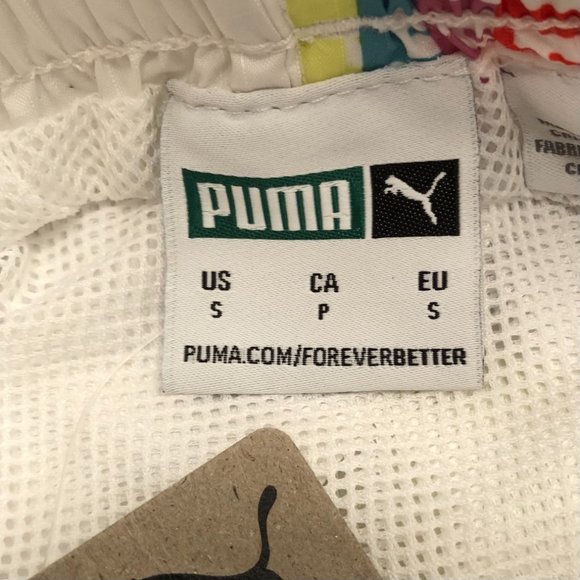 PUMA
US CA EU
S P S
PUMA.COM/FOREVERBETTER